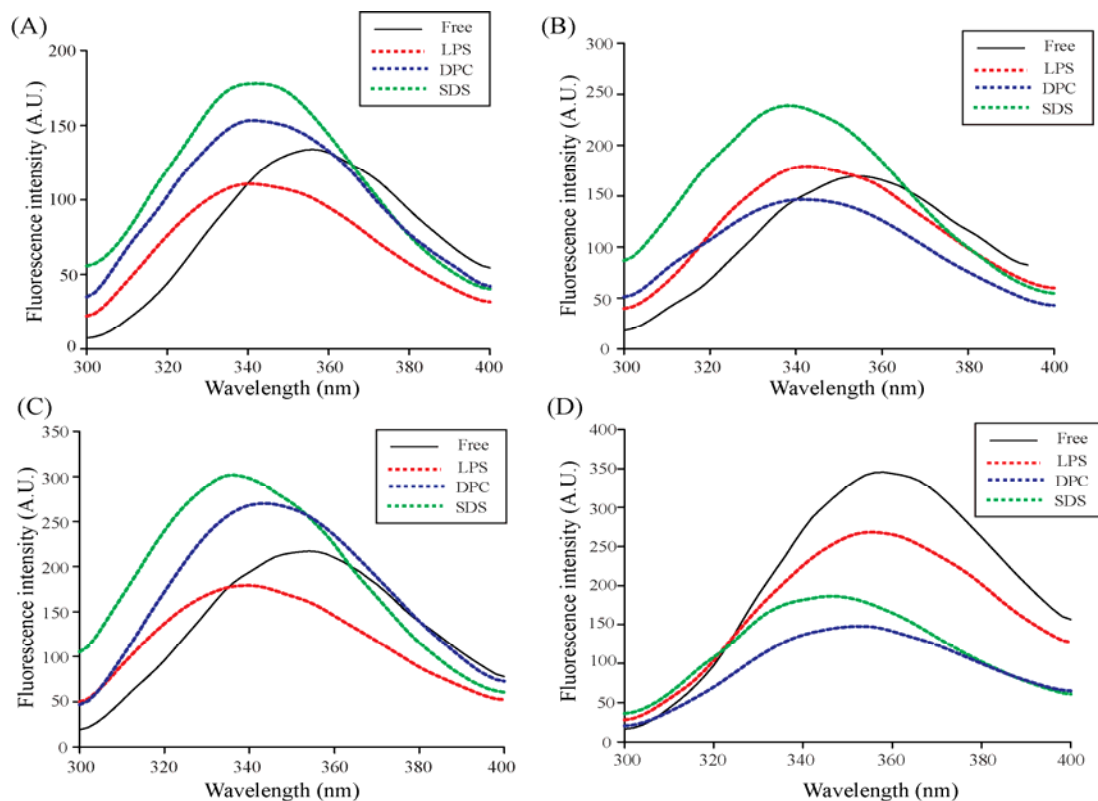 (A)
Fluorescence intensity (A.U.)
200
150
100
50
0
300
320
340
360
380
400
Wavelength (nm)
Free
LPS
DPC
SDS
(B)
Fluorescence intensity (A.U.)
300
250
200
150
100
50
0
300
320
340
360
380
400
Wavelength (nm)
Free
LPS
DPC
SDS
(C)
Fluorescence intensity (A.U.)
350
300
250
200
150
100
50
0
300
320
340
360
380
400
Wavelength (nm)
Free
LPS
DPC
SDS
(D)
Fluorescence intensity (A.U.)
400
350
300
250
200
150
100
50
0
300
320
340
360
380
400
Wavelength (nm)
Free
LPS
DPC
SDS